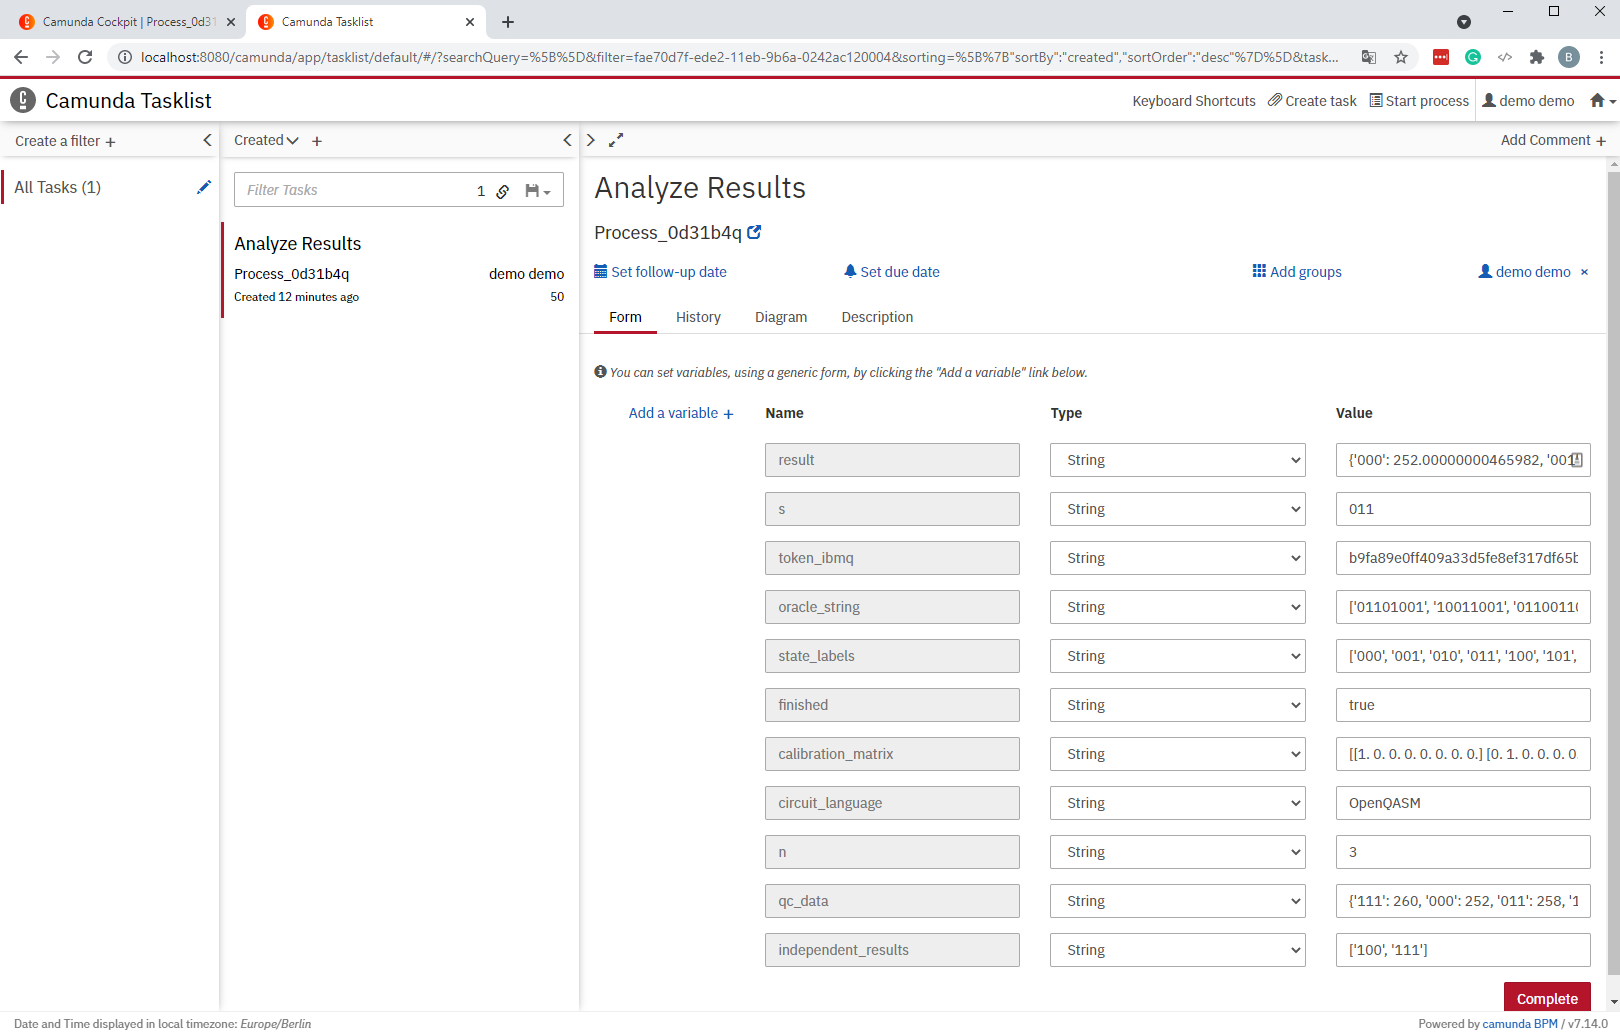 Camunda Cockpit | Process_0d31
Camunda Tasklist
localhost:8080/camunda/app/tasklist/default/#/?searchQuery=%5B%5D&filter=fae70d7f-ede2-11eb-9b6a-0242ac120004&sorting=%5B%7B"sortBy":"created","sortOrder":"desc"%7D%5D&task...
B
Camunda Tasklist
Keyboard Shortcuts
Create task
Start process
demo demo
Create a filter +
Created
+
Add Comment +
All Tasks (1)
Filter Tasks
1
Analyze Results
Process_0d31b4q
demo demo
Created 12 minutes ago
50
Analyze Results
Process_0d31b4q
Set follow-up date
Set due date
Add groups
demo demo ×
Form
History
Diagram
Description
You can set variables, using a generic form, by clicking the "Add a variable" link below.
Add a variable +
Name
Type
Value
result
String
{'000': 252.00000000465982, '001'
s
String
011
token_ibmq
String
b9fa89e0ff409a33d5fe8ef317df65b
oracle_string
String
['01101001', '10011001', '01100110
state_labels
String
['000', '001', '010', '011', '100', '101',
finished
String
true
calibration_matrix
String
[[1. 0. 0. 0. 0. 0. 0. 0.] [0. 1. 0. 0. 0. 0
circuit_language
String
OpenQASM
n
String
3
qc_data
String
{'111': 260, '000': 252, '011': 258, '1
independent_results
String
['100', '111']
Complete
Date and Time displayed in local timezone: Europe/Berlin
Powered by camunda BPM / v7.14.0